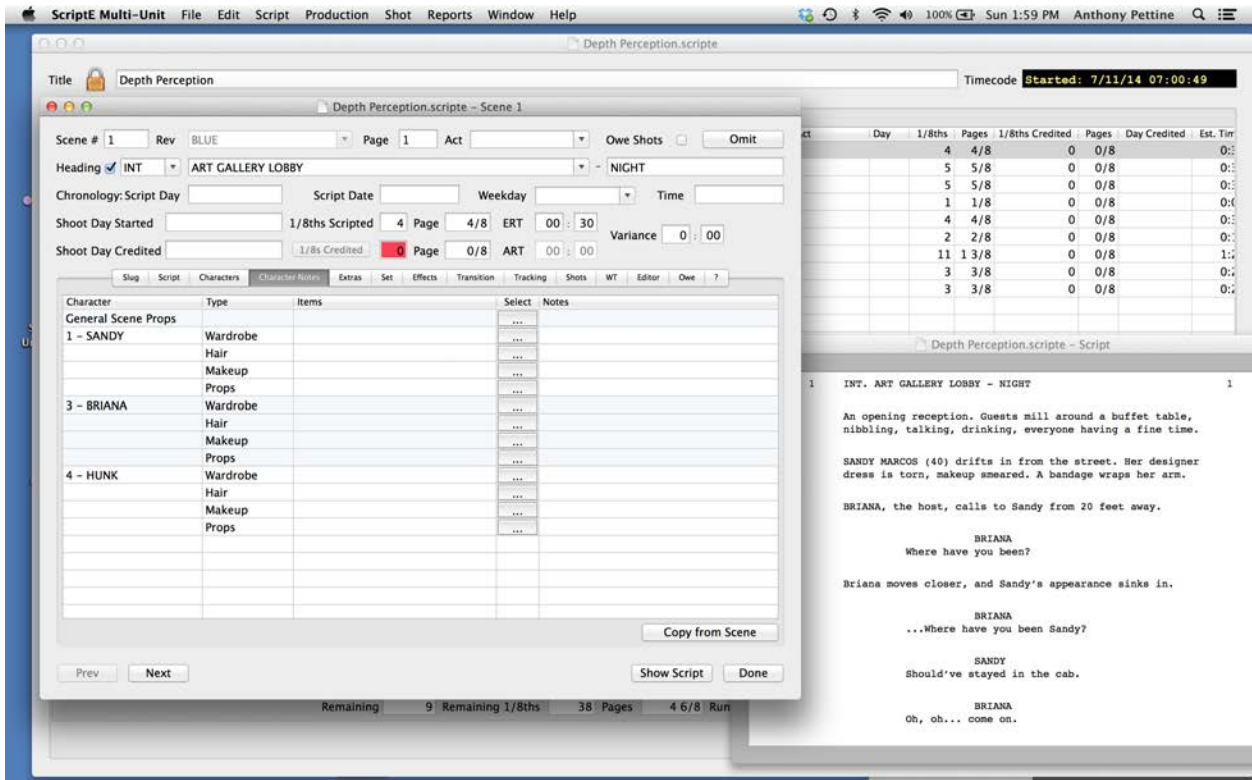 ScriptE Multi-Unit File Edit Script Production Shot Reports Window Help 100% Sun 1:59 PM Anthony Pettine
Depth Perception.scripte
Title Depth Perception Timecode Started: 7/11/14 07:00:49
Depth Perception.scripte – Scene 1
Scene # 1 Rev BLUE Page 1 Act Owe Shots Omit
Heading INT ART GALLERY LOBBY - NIGHT
Chronology: Script Day Script Date Weekday Time
Shoot Day Started 1/8ths Scripted 4 Page 4/8 ERT 00 : 30
Variance 0 : 00
Shoot Day Credited 1/8s Credited 0 Page 0/8 ART 00 : 00
Slug Script Characters Character Notes Extras Set Effects Transition Tracking Shots WT Editor Owe ?
Character Type Items Select Notes
General Scene Props ...
1 – SANDY Wardrobe ...
Hair ...
Makeup ...
Props ...
3 – BRIANA Wardrobe ...
Hair ...
Makeup ...
Props ...
4 – HUNK Wardrobe ...
Hair ...
Makeup ...
Props ...
Copy from Scene
Prev Next Show Script Done
Day 1/8ths Pages 1/8ths Credited Pages Day Credited Est. Tim
4 4/8 0 0/8
5 5/8 0 0/8
5 5/8 0 0/8
1 1/8 0 0/8
4 4/8 0 0/8
2 2/8 0 0/8
11 1 3/8 0 0/8
3 3/8 0 0/8
3 3/8 0 0/8
Remaining 9 Remaining 1/8ths 38 Pages 4 6/8 Run
Depth Perception.scripte – Script
1 INT. ART GALLERY LOBBY - NIGHT 1
An opening reception. Guests mill around a buffet table,
nibbling, talking, drinking, everyone having a fine time.
SANDY MARCOS (40) drifts in from the street. Her designer
dress is torn, makeup smeared. A bandage wraps her arm.
BRIANA, the host, calls to Sandy from 20 feet away.
BRIANA
Where have you been?
Briana moves closer, and Sandy's appearance sinks in.
BRIANA
...Where have you been Sandy?
SANDY
Should've stayed in the cab.
BRIANA
Oh, oh... come on.